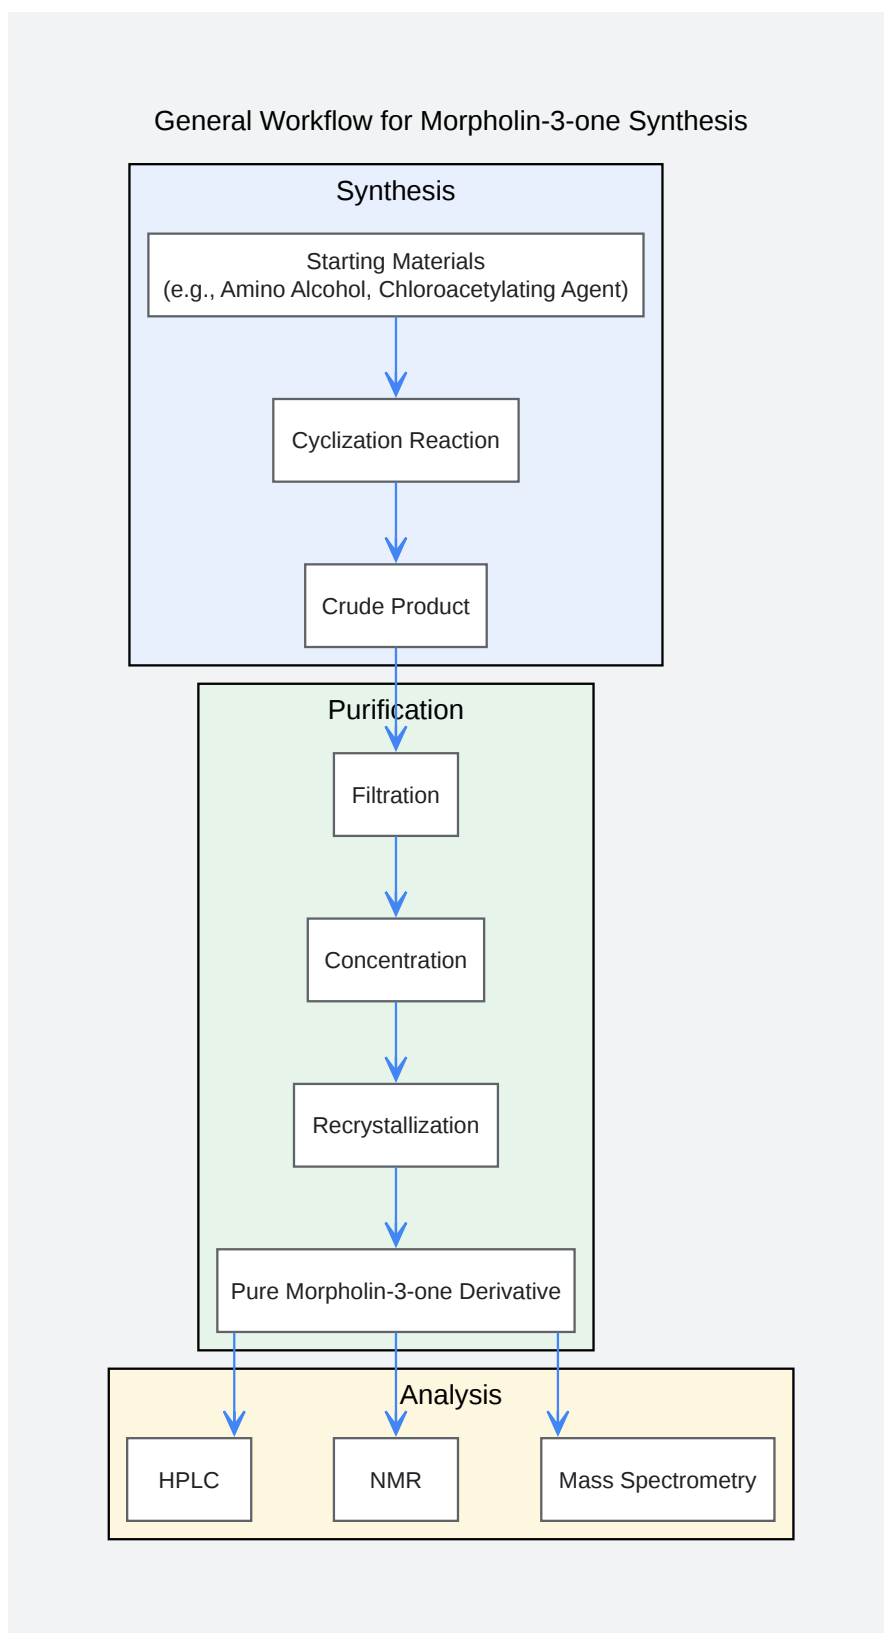 General Workflow for Morpholin-3-one Synthesis
Synthesis
Starting Materials
(e.g., Amino Alcohol, Chloroacetylating Agent)
Cyclization Reaction
Crude Product
Purification
Filtration
Concentration
Recrystallization
Pure Morpholin-3-one Derivative
Analysis
HPLC
NMR
Mass Spectrometry